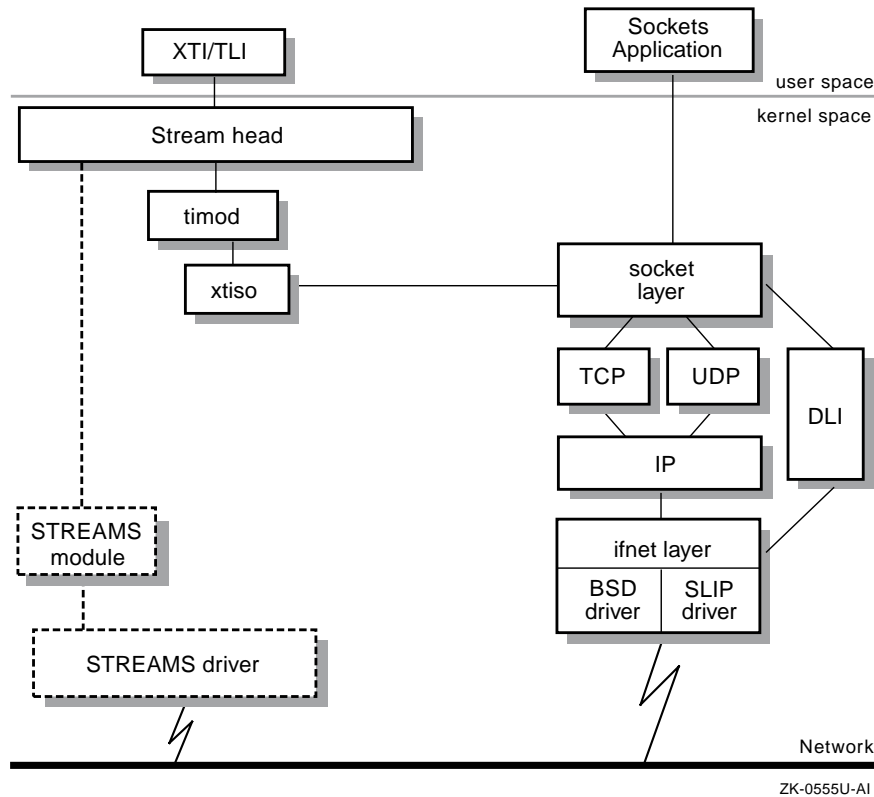 XTI/TLI
Sockets
Application
user space
kernel space
Stream head
timod
xtiso
socket
layer
TCP
UDP
DLI
IP
STREAMS
module
ifnet layer
BSD
driver
SLIP
driver
STREAMS driver
Network
ZK-0555U-AI